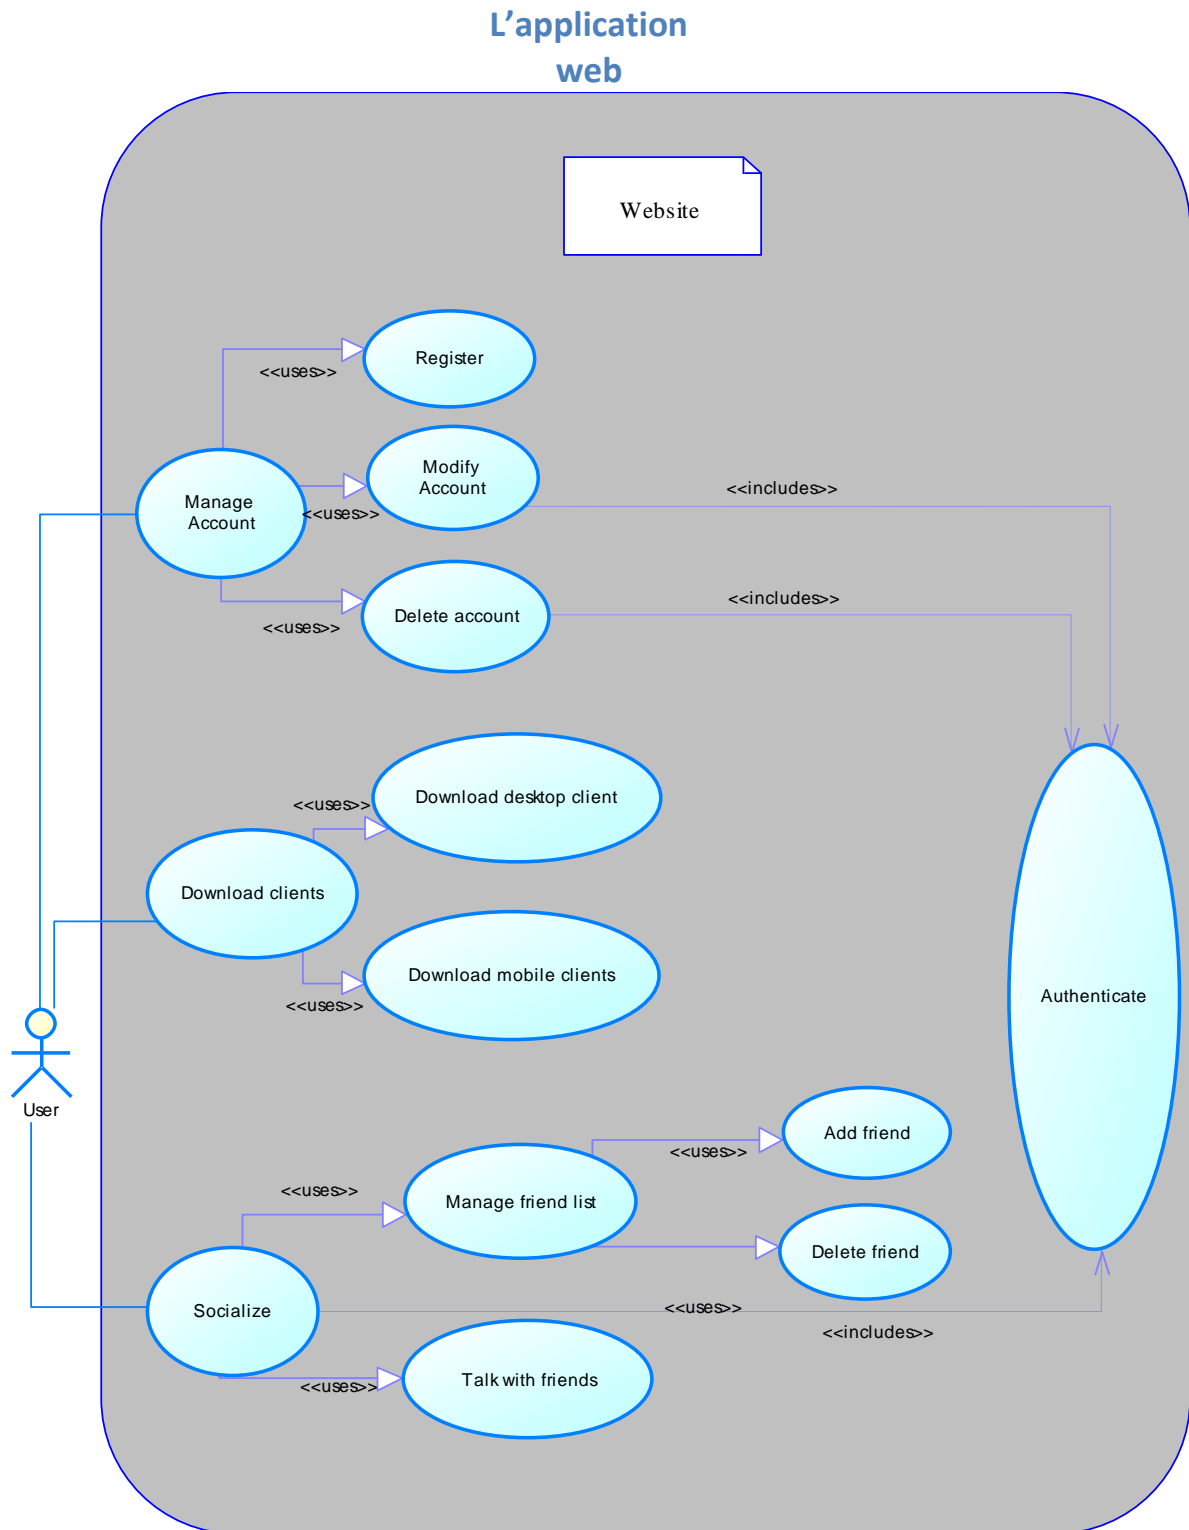 L’application
web
Website
Register
<<uses>>
Modify
Account
<<includes>>
Manage
Account
<<uses>>
Delete account
<<includes>>
<<uses>>
Download desktop client
<<uses>>
Download clients
Download mobile clients
<<uses>>
Authenticate
User
Add friend
<<uses>>
<<uses>>
Manage friend list
Delete friend
Socialize
<<uses>>
<<includes>>
Talk with friends
<<uses>>